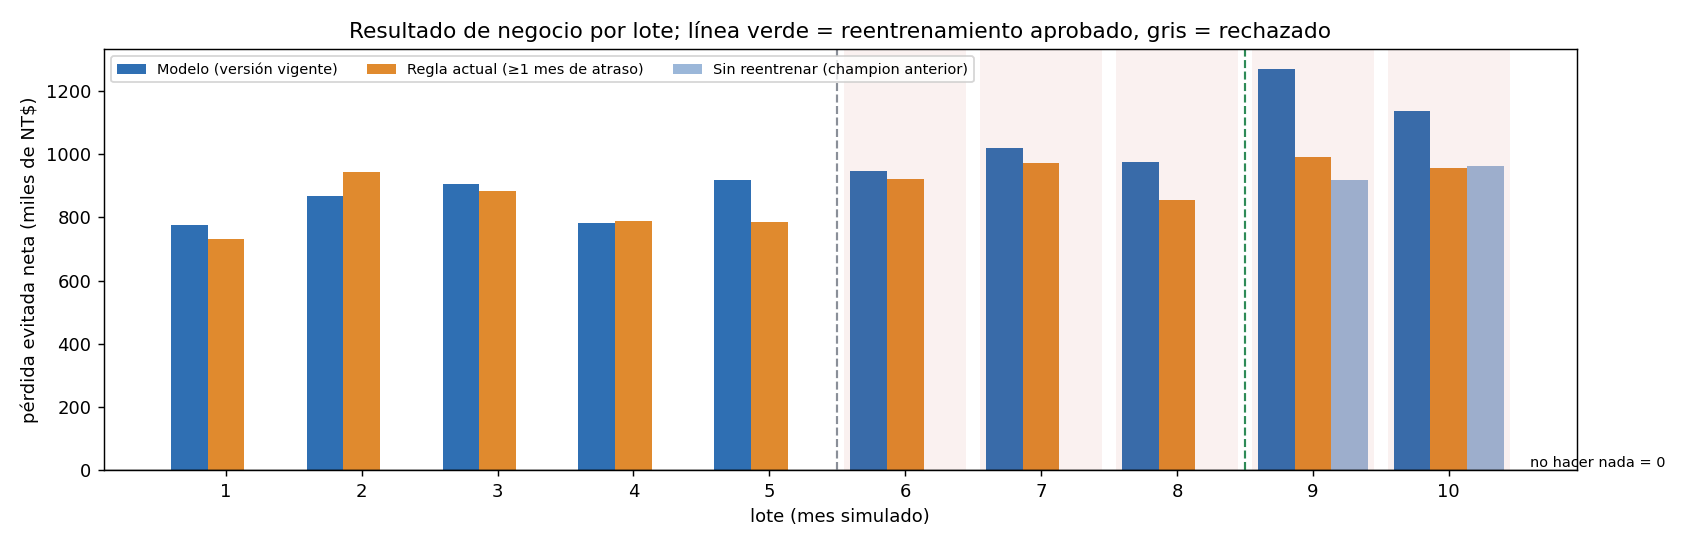 Resultado de negocio por lote; línea verde = reentrenamiento aprobado, gris = rechazado
Modelo (versión vigente) Regla actual (≥1 mes de atraso) Sin reentrenar (champion anterior)
pérdida evitada neta (miles de NT$)
1200
1000
800
600
400
200
0
no hacer nada = 0
1 2 3 4 5 6 7 8 9 10
lote (mes simulado)